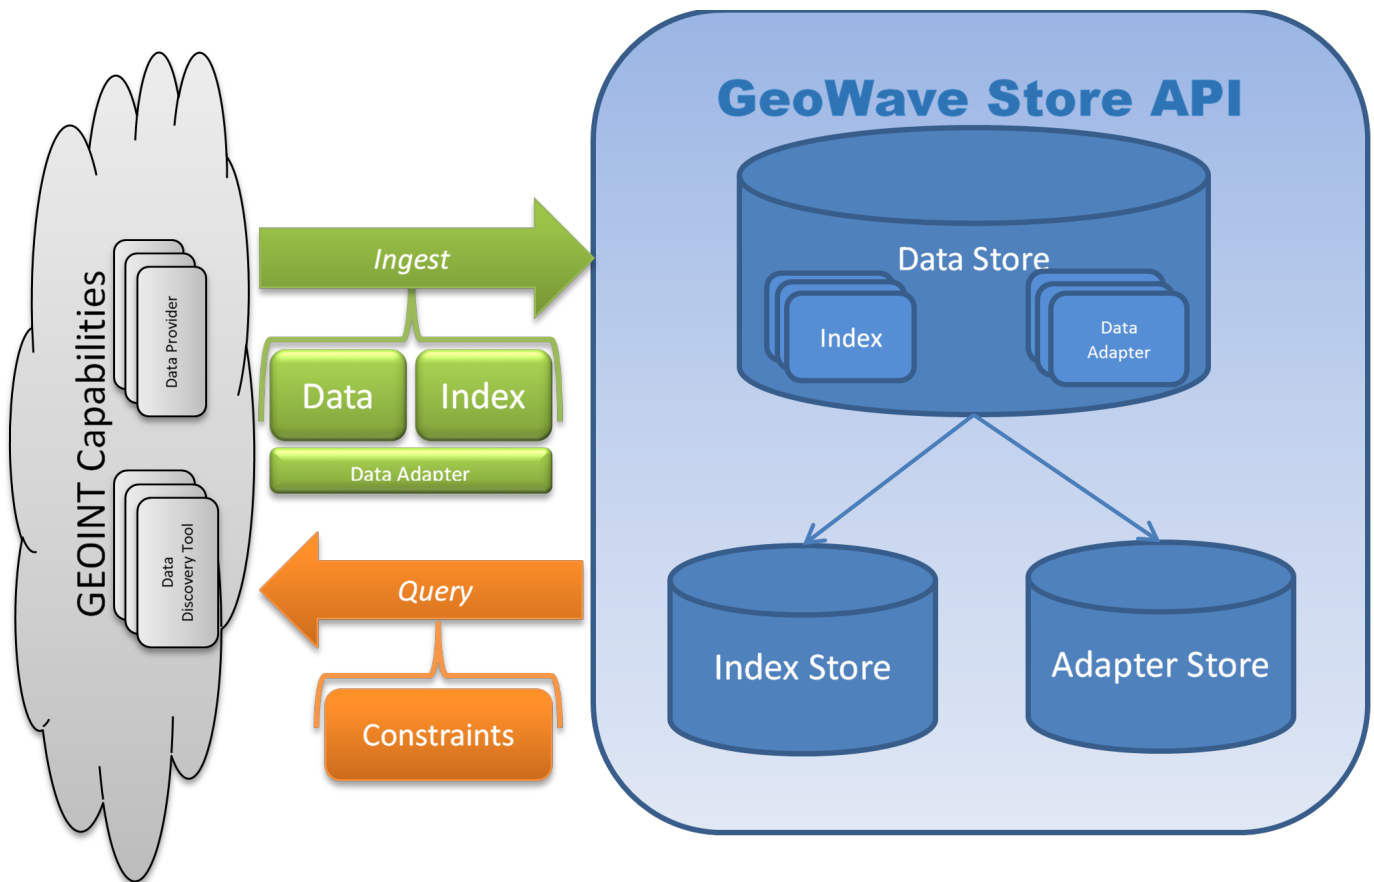 GeoWave Store API
GEOINT Capabilities
Data Provider
Data
Discovery Tool
Ingest
Data
Index
Data Adapter
Query
Constraints
Data Store
Index
Data
Adapter
Index Store
Adapter Store